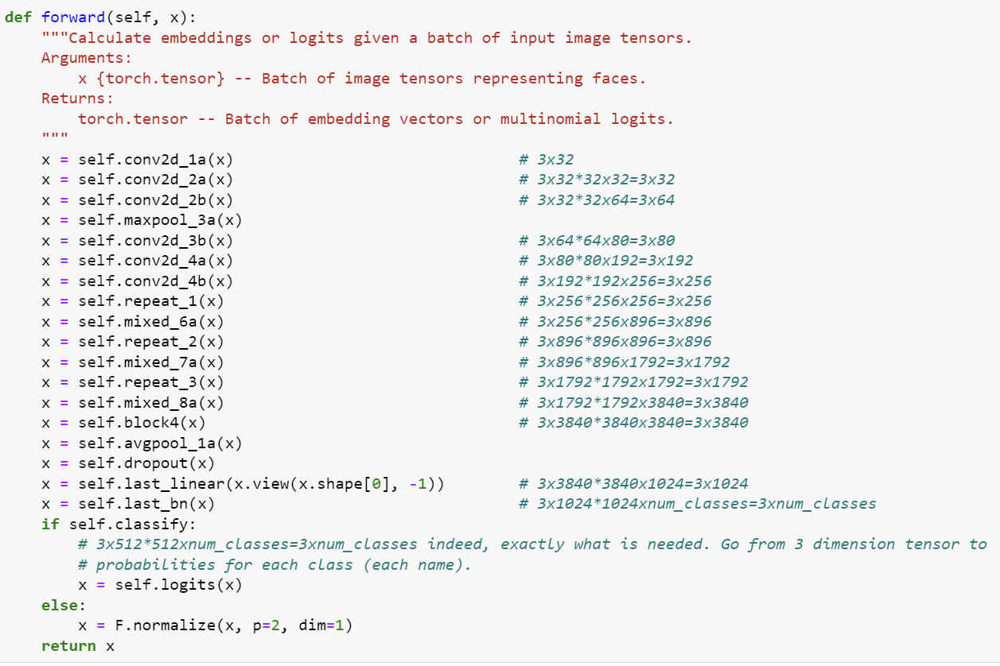 def forward(self, x):
    """Calculate embeddings or logits given a batch of input image tensors.
    Arguments:
        x {torch.tensor} -- Batch of image tensors representing faces.
    Returns:
        torch.tensor -- Batch of embedding vectors or multinomial logits.
    """
    x = self.conv2d_1a(x)                               # 3x32
    x = self.conv2d_2a(x)                               # 3x32*32x32=3x32
    x = self.conv2d_2b(x)                               # 3x32*32x64=3x64
    x = self.maxpool_3a(x)
    x = self.conv2d_3b(x)                               # 3x64*64x80=3x80
    x = self.conv2d_4a(x)                               # 3x80*80x192=3x192
    x = self.conv2d_4b(x)                               # 3x192*192x256=3x256
    x = self.repeat_1(x)                                # 3x256*256x256=3x256
    x = self.mixed_6a(x)                                # 3x256*256x896=3x896
    x = self.repeat_2(x)                                # 3x896*896x896=3x896
    x = self.mixed_7a(x)                                # 3x896*896x1792=3x1792
    x = self.repeat_3(x)                                # 3x1792*1792x1792=3x1792
    x = self.mixed_8a(x)                                # 3x1792*1792x3840=3x3840
    x = self.block4(x)                                  # 3x3840*3840x3840=3x3840
    x = self.avgpool_1a(x)
    x = self.dropout(x)
    x = self.last_linear(x.view(x.shape[0], -1))        # 3x3840*3840x1024=3x1024
    x = self.last_bn(x)                                 # 3x1024*1024xnum_classes=3xnum_classes
    if self.classify:
        # 3x512*512xnum_classes=3xnum_classes indeed, exactly what is needed. Go from 3 dimension tensor to
        # probabilities for each class (each name).
        x = self.logits(x)
    else:
        x = F.normalize(x, p=2, dim=1)
    return x